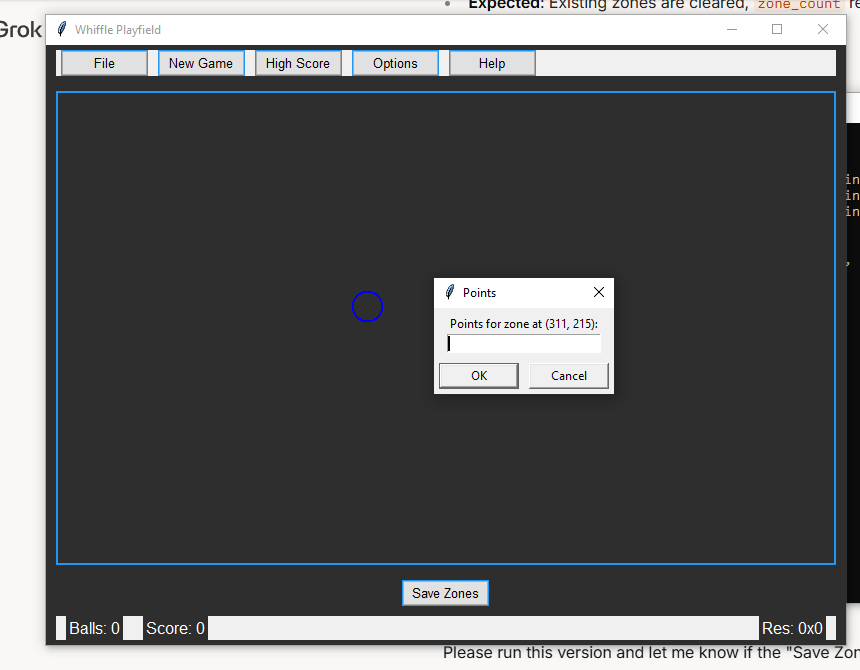 Expected: Existing zones are cleared, zone_count re
Grok
Whiffle Playfield
File New Game High Score Options Help
Points
Points for zone at (311, 215):
OK Cancel
in
in
in
,
Save Zones
Balls: 0 Score: 0 Res: 0x0
Please run this version and let me know if the "Save Zon